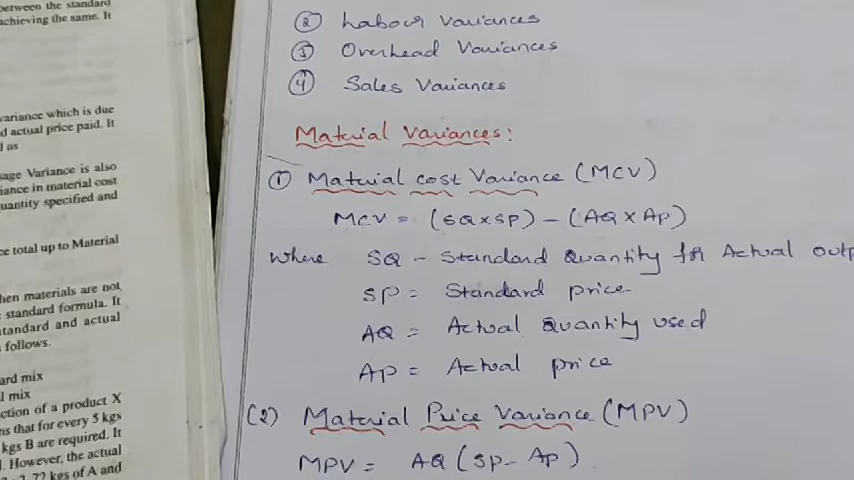 between the standard
achieving the same. It
variance which is due
d actual price paid. It
d as
sage Variance is also
iance in material cost
quantity specified and
ce total up to Material
hen materials are not
standard formula. It
tandard and actual
follows.
ard mix
l mix
ction of a product X
ns that for every 5 kgs
kgs B are required. It
. However, the actual
kgs of A and
② Labour Variances
③ Overhead Variances
④ Sales Variances
Material Variances:
① Material cost Variance (MCV)
MCV = (SQ×SP) - (AQ×AP)
Where SQ - Standard Quantity for Actual outp
SP = Standard price
AQ = Actual Quantity used
AP = Actual price
(2) Material Price Variance (MPV)
MPV = AQ (SP - AP)